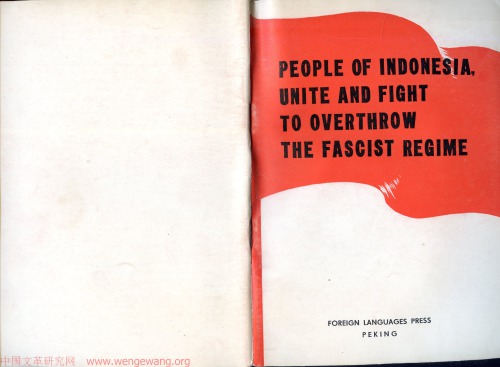 PEOPLE OF INDONESIA,
UNITE AND FIGHT
TO OVERTHROW
THE FASCIST REGIME
FOREIGN LANGUAGES PRESS
PEKING
中国文革研究网 www.wengewang.org